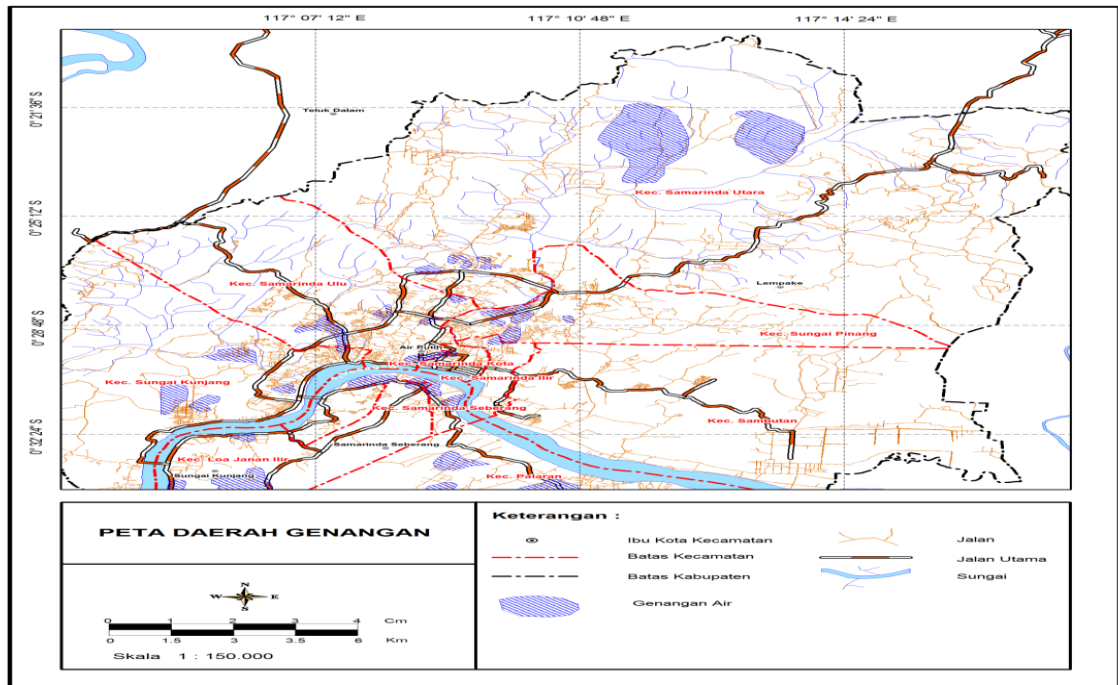 117° 07' 12" E
117° 10' 48" E
117° 14' 24" E
0° 21'36" S
Teluk Dalam
Kec. Samarinda Utara
0° 25'12" S
Kec. Samarinda Ulu
Lempake
0° 28'48" S
Kec. Sungai Pinang
Air Putih
Kec. Samarinda Kota
Kec. Samarinda Ilir
Kec. Sungai Kunjang
Kec. Samarinda Seberang
Kec. Sambutan
0° 32'24" S
Samarinda Seberang
Kec. Loa Janan Ilir
Sungai Kunjang
Kec. Palaran
PETA DAERAH GENANGAN
N
W E
S
0 1 2 3 4 Cm
0 1.5 3 3.5 6 Km
Skala 1 : 150.000
Keterangan :
Ibu Kota Kecamatan
Batas Kecamatan
Batas Kabupaten
Genangan Air
Jalan
Jalan Utama
Sungai